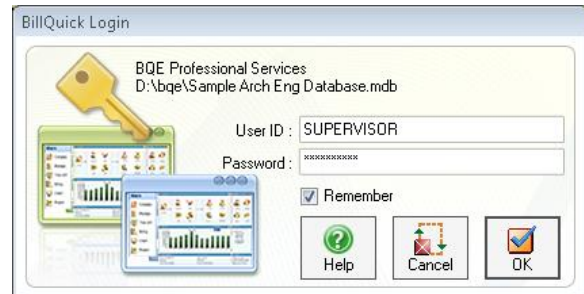 BillQuick Login
BQE Professional Services
D:\bqe\Sample Arch Eng Database.mdb
User ID : SUPERVISOR
Password : xxxxxxxxxx
Remember
Help Cancel OK